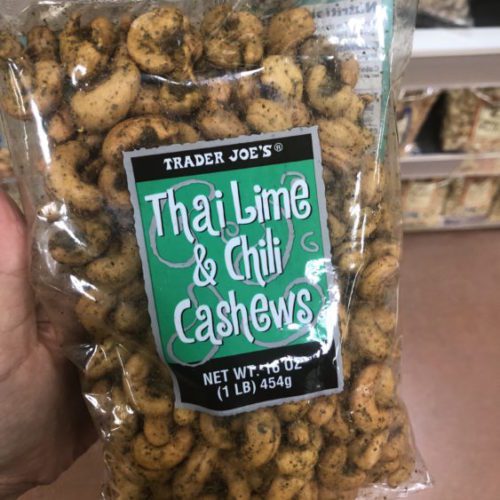 TRADER JOE'S®
Thai Lime
& Chili
Cashews
NET WT. 16 OZ
(1 LB) 454g